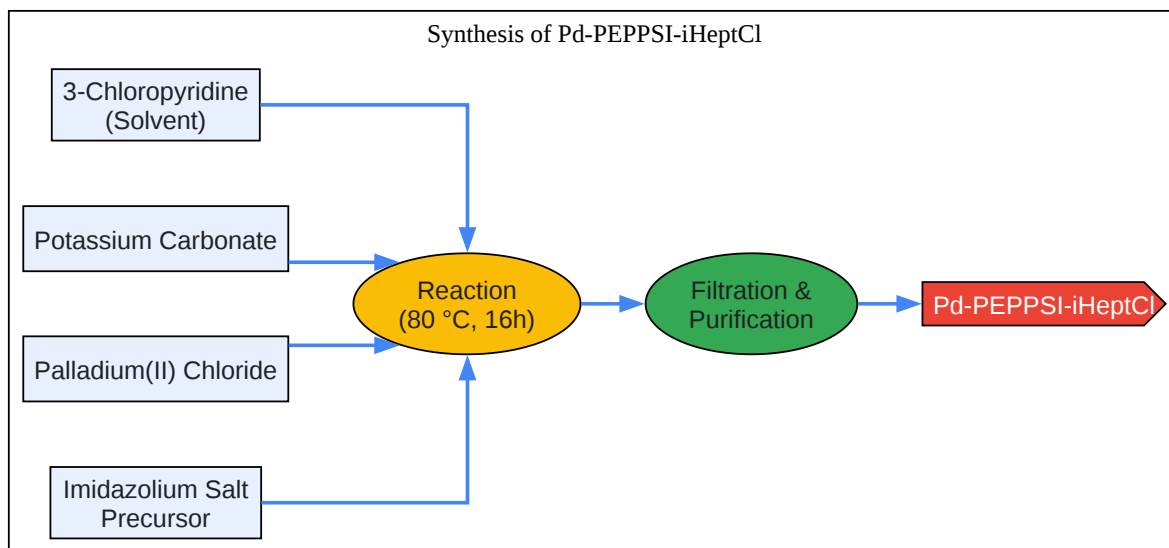 Synthesis of Pd-PEPPSI-iHeptCl
3-Chloropyridine
(Solvent)
Potassium Carbonate
Palladium(II) Chloride
Imidazolium Salt
Precursor
Reaction
(80 °C, 16h)
Filtration &
Purification
Pd-PEPPSI-iHeptCl